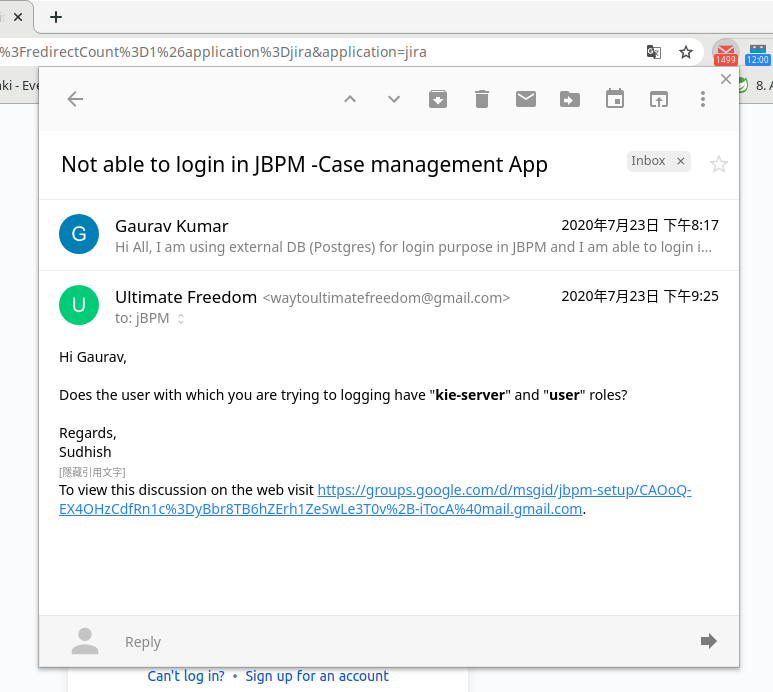 %3FredirectCount%3D1%26application%3Djira&application=jira
1499
12:00
8.
Not able to login in JBPM -Case management App
Inbox
G
Gaurav Kumar
2020年7月23日 下午8:17
Hi All, I am using external DB (Postgres) for login purpose in JBPM and I am able to login i...
U
Ultimate Freedom <waytoultimatefreedom@gmail.com>
2020年7月23日 下午9:25
to: jBPM
Hi Gaurav,
Does the user with which you are trying to logging have "kie-server" and "user" roles?
Regards,
Sudhish
[隱藏引用文字]
To view this discussion on the web visit https://groups.google.com/d/msgid/jbpm-setup/CAOoQ-
EX4OHzCdfRn1c%3DyBbr8TB6hZErh1ZeSwLe3T0v%2B-iTocA%40mail.gmail.com.
Reply
Can't log in? • Sign up for an account